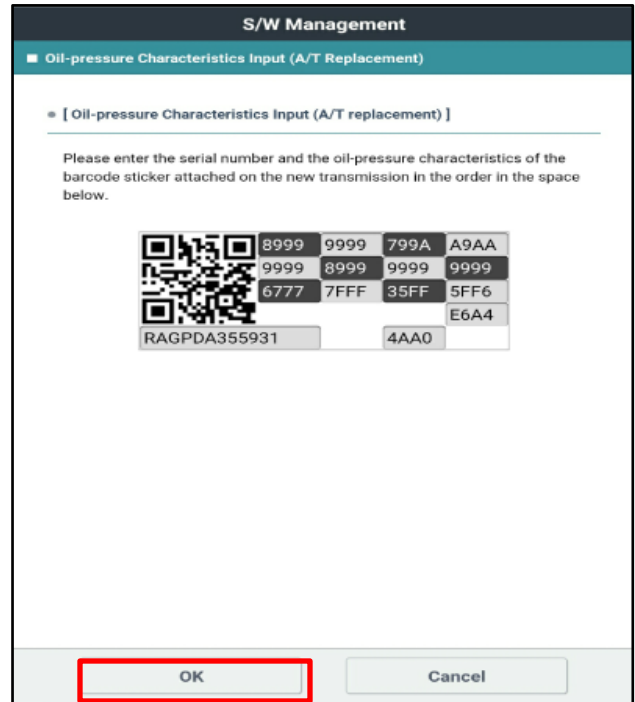 S/W Management
■ Oil-pressure Characteristics Input (A/T Replacement)
[ Oil-pressure Characteristics Input (A/T replacement) ]
Please enter the serial number and the oil-pressure characteristics of the
barcode sticker attached on the new transmission in the order in the space
below.
8999 9999 799A A9AA
9999 8999 9999 9999
6777 7FFF 35FF 5FF6
E6A4
RAGPDA355931 4AA0
OK Cancel